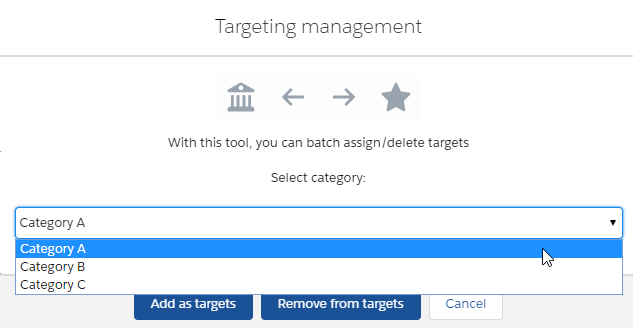 Targeting management
With this tool, you can batch assign/delete targets
Select category:
Category A
Category A
Category B
Category C
Add as targets
Remove from targets
Cancel